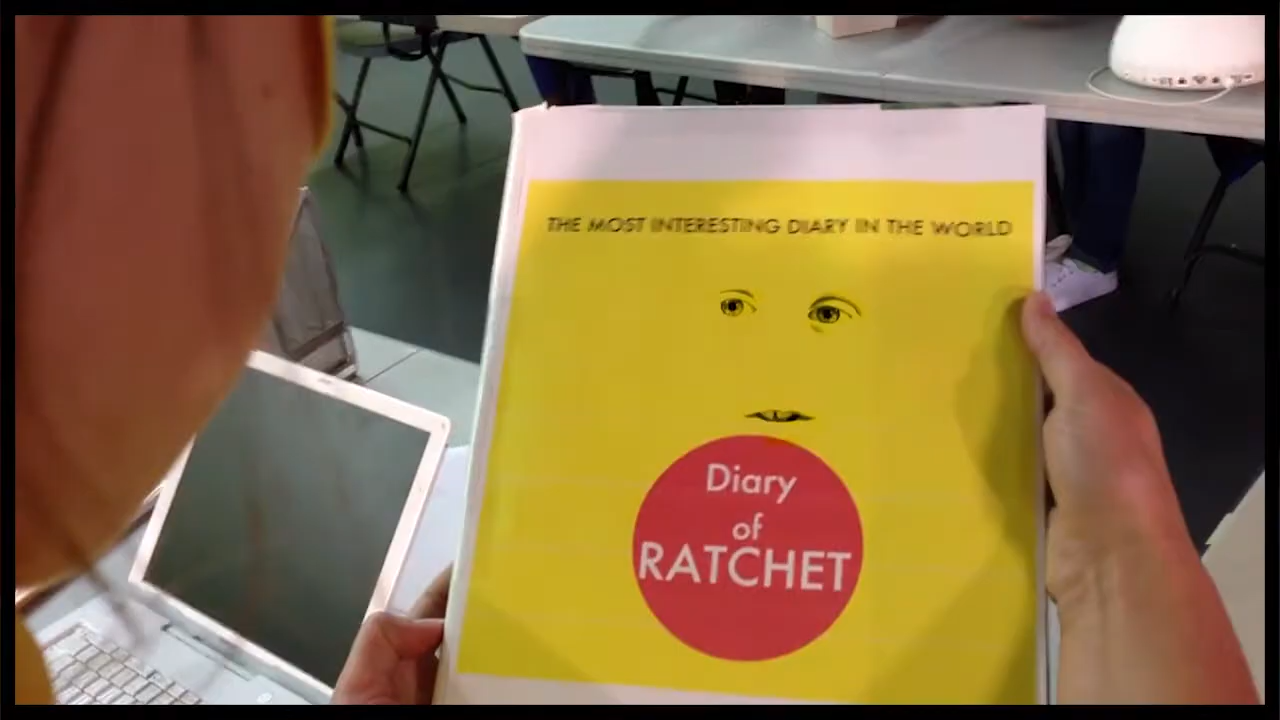 THE MOST INTERESTING DIARY IN THE WORLD
Diary
of
RATCHET